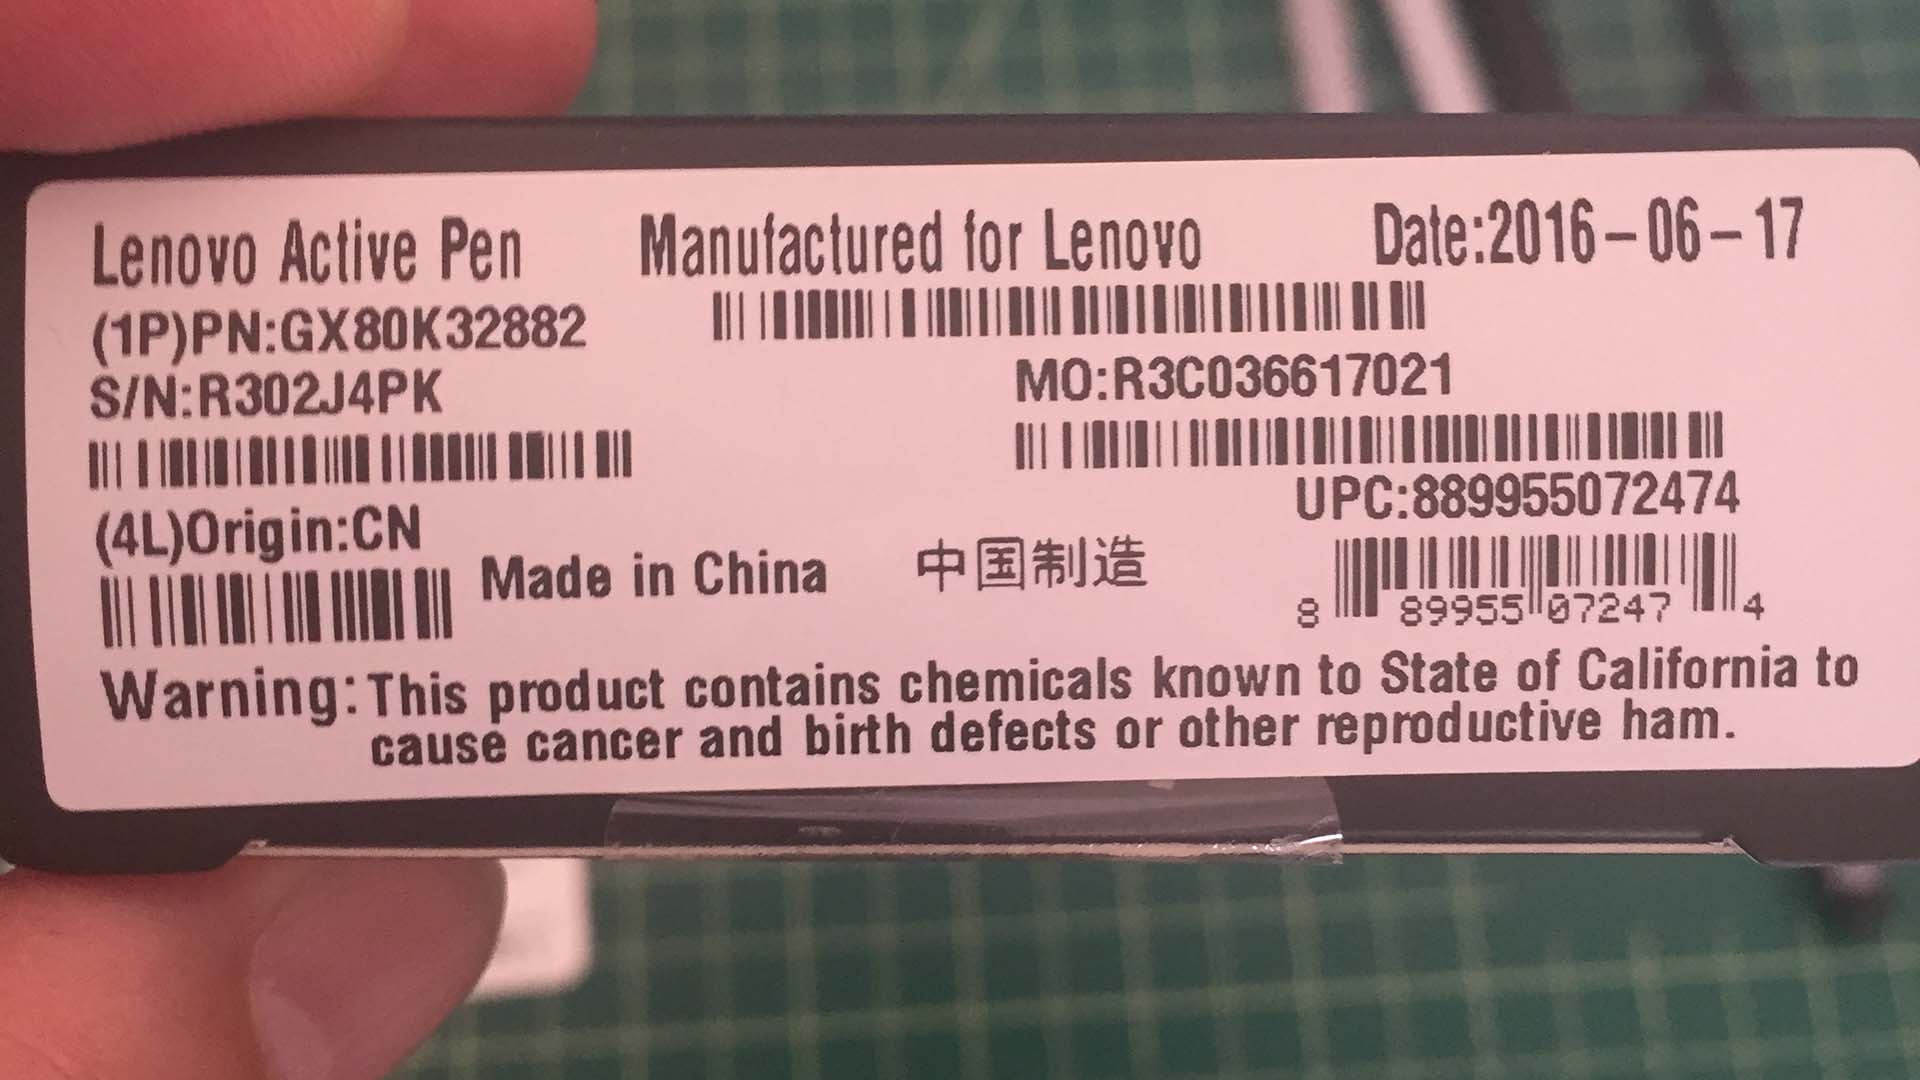 Lenovo Active Pen
Manufactured for Lenovo
Date:2016-06-17
(1P)PN:GX80K32882
S/N:R302J4PK
MO:R3C036617021
UPC:889955072474
(4L)Origin:CN
Made in China
中国制造
8 89955 07247 4
Warning:This product contains chemicals known to State of California to
cause cancer and birth defects or other reproductive ham.